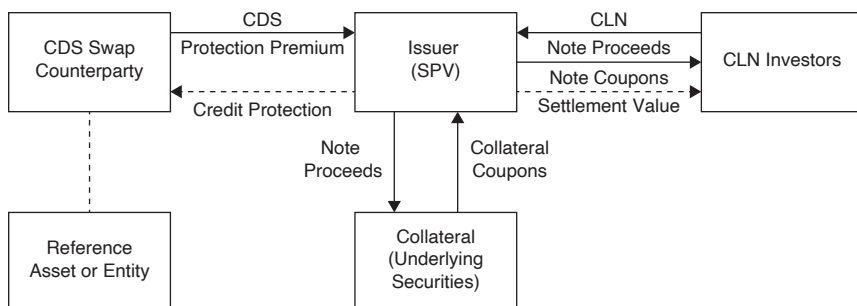 CDS Swap
Counterparty
CDS
Protection Premium
Credit Protection
Issuer
(SPV)
CLN
Note Proceeds
Note Coupons
Settlement Value
CLN Investors
Note
Proceeds
Collateral
Coupons
Reference
Asset or Entity
Collateral
(Underlying
Securities)